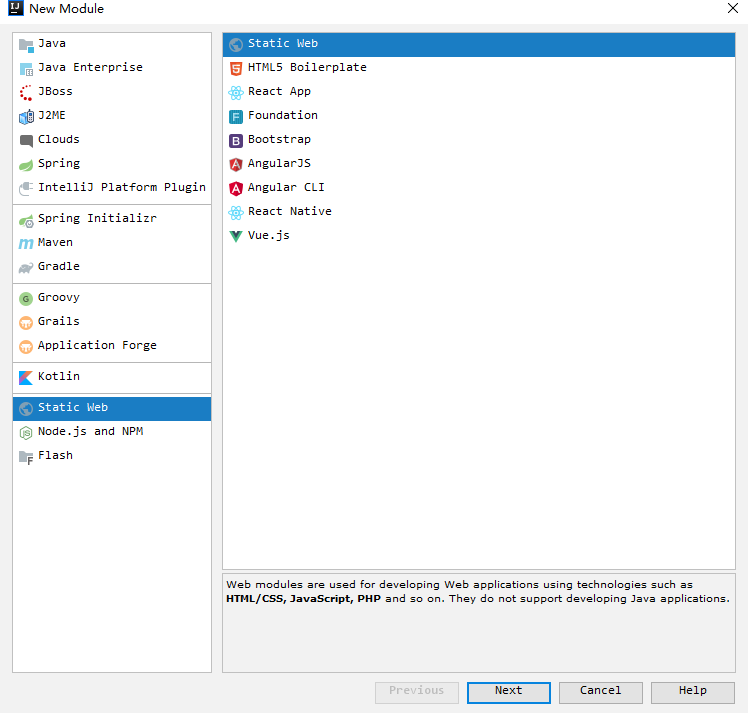 New Module
Java
Java Enterprise
JBoss
J2ME
Clouds
Spring
IntelliJ Platform Plugin
Spring Initializr
Maven
Gradle
Groovy
Grails
Application Forge
Kotlin
Static Web
Node.js and NPM
Flash
Static Web
HTML5 Boilerplate
React App
Foundation
Bootstrap
AngularJS
Angular CLI
React Native
Vue.js
Web modules are used for developing Web applications using technologies such as
HTML/CSS, JavaScript, PHP and so on. They do not support developing Java applications.
Previous
Next
Cancel
Help